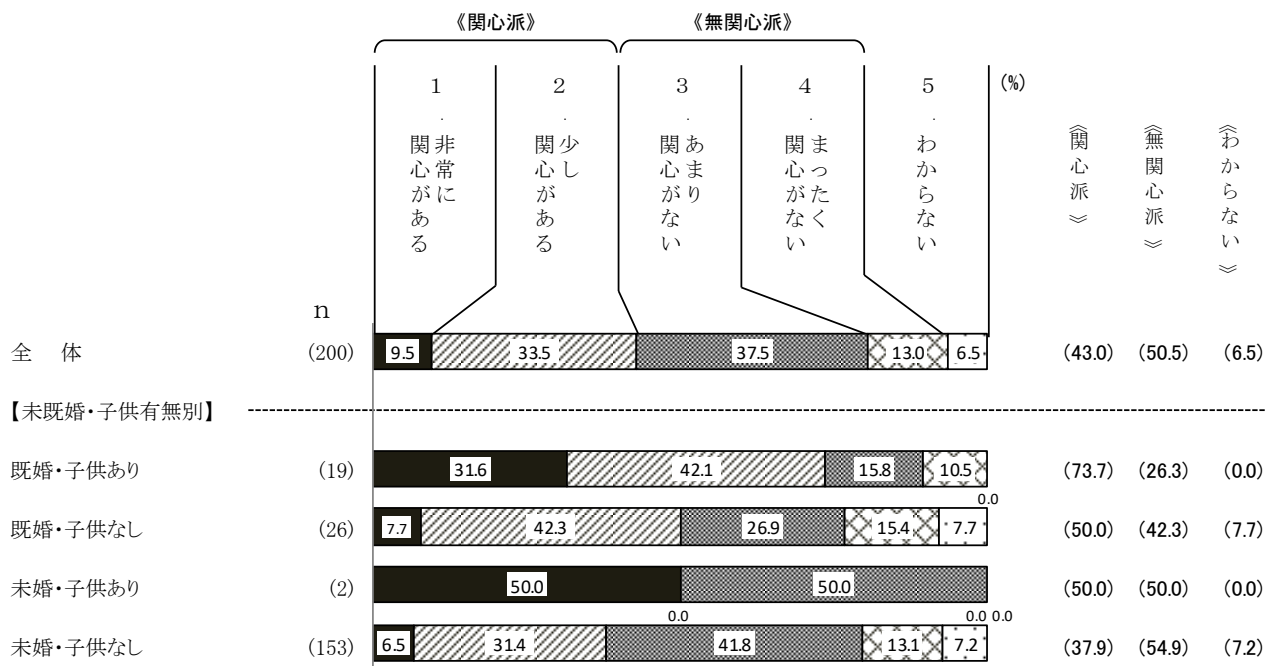 《関心派》 《無関心派》
1.非常に関心がある
2.少し関心がある
3.あまり関心がない
4.まったく関心がない
5.わからない
(%)
《関心派》
《無関心派》
《わからない》
n
全 体 (200) 9.5 33.5 37.5 13.0 6.5 (43.0) (50.5) (6.5)
【未既婚・子供有無別】
既婚・子供あり (19) 31.6 42.1 15.8 10.5 (73.7) (26.3) (0.0)
0.0
既婚・子供なし (26) 7.7 42.3 26.9 15.4 7.7 (50.0) (42.3) (7.7)
未婚・子供あり (2) 50.0 50.0 (50.0) (50.0) (0.0)
0.0 0.0 0.0
未婚・子供なし (153) 6.5 31.4 41.8 13.1 7.2 (37.9) (54.9) (7.2)